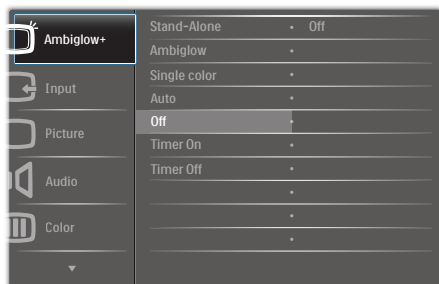 Ambiglow+
Input
Picture
Audio
Color
Stand-Alone • Off
Ambiglow •
Single color •
Auto •
Off •
Timer On •
Timer Off •
•
•
•